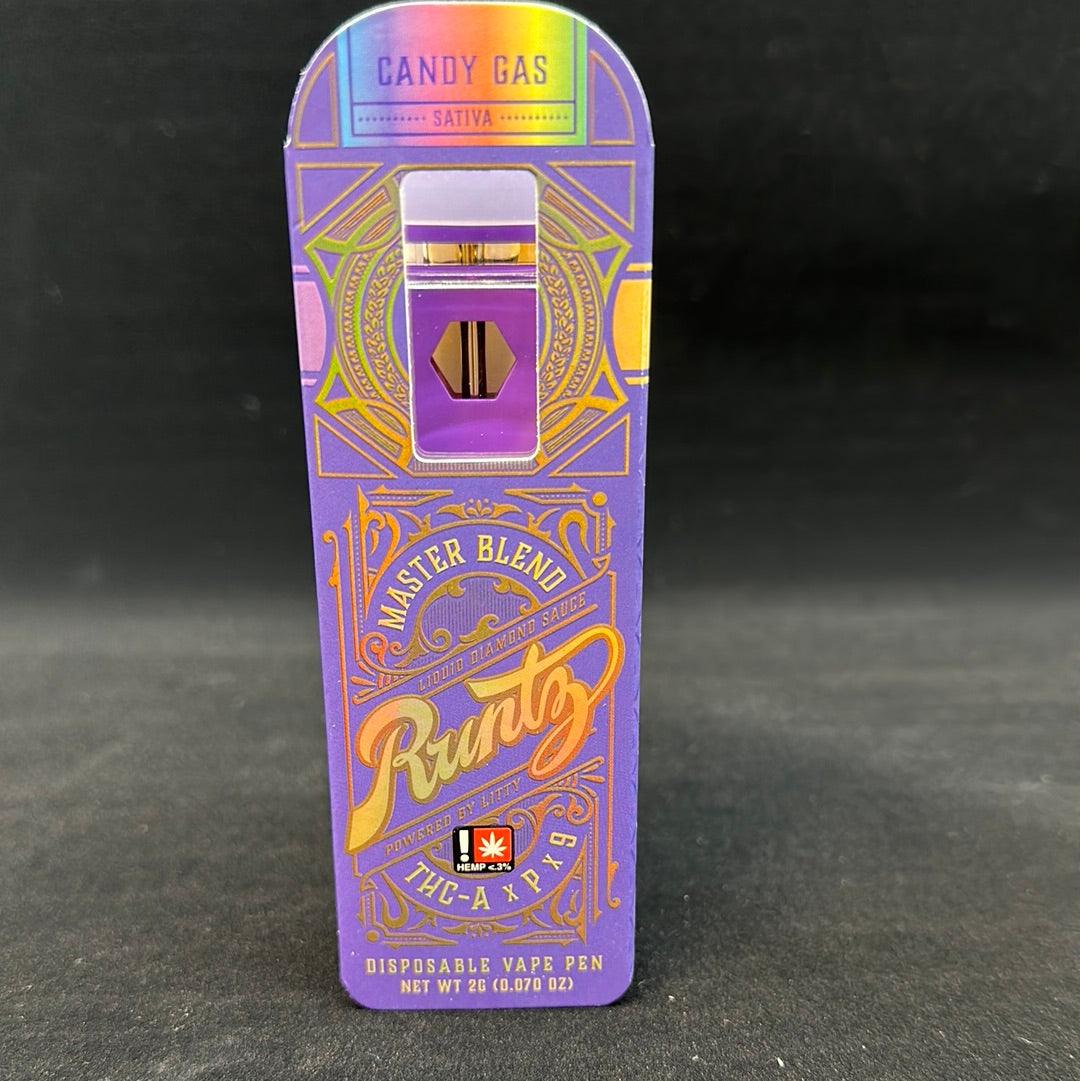 CANDY GAS
SATIVA
MASTER BLEND
LIQUID DIAMOND SAUCE
Runtz
POWERED BY LITTY
!
HEMP <.3%
THC-A x P x 9
DISPOSABLE VAPE PEN
NET WT 2G (0.070 OZ)